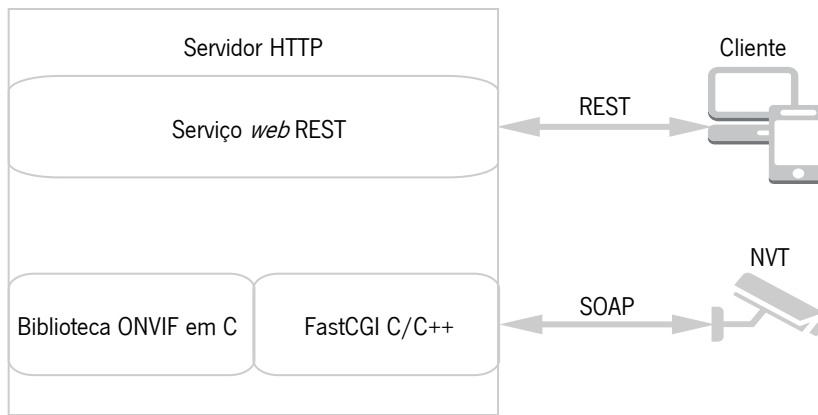 Servidor HTTP
Cliente
Serviço web REST
REST
NVT
Biblioteca ONVIF em C
FastCGI C/C++
SOAP